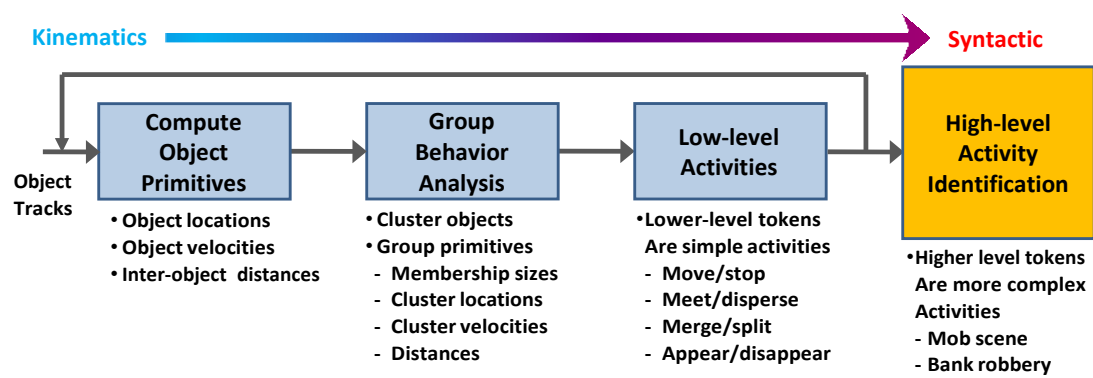 Kinematics
Syntactic
Compute
Object
Primitives
Group
Behavior
Analysis
Low-level
Activities
High-level
Activity
Identification
Object
Tracks
• Object locations
• Object velocities
• Inter-object distances
• Cluster objects
• Group primitives
- Membership sizes
- Cluster locations
- Cluster velocities
- Distances
•Lower-level tokens
Are simple activities
- Move/stop
- Meet/disperse
- Merge/split
- Appear/disappear
•Higher level tokens
Are more complex
Activities
- Mob scene
- Bank robbery